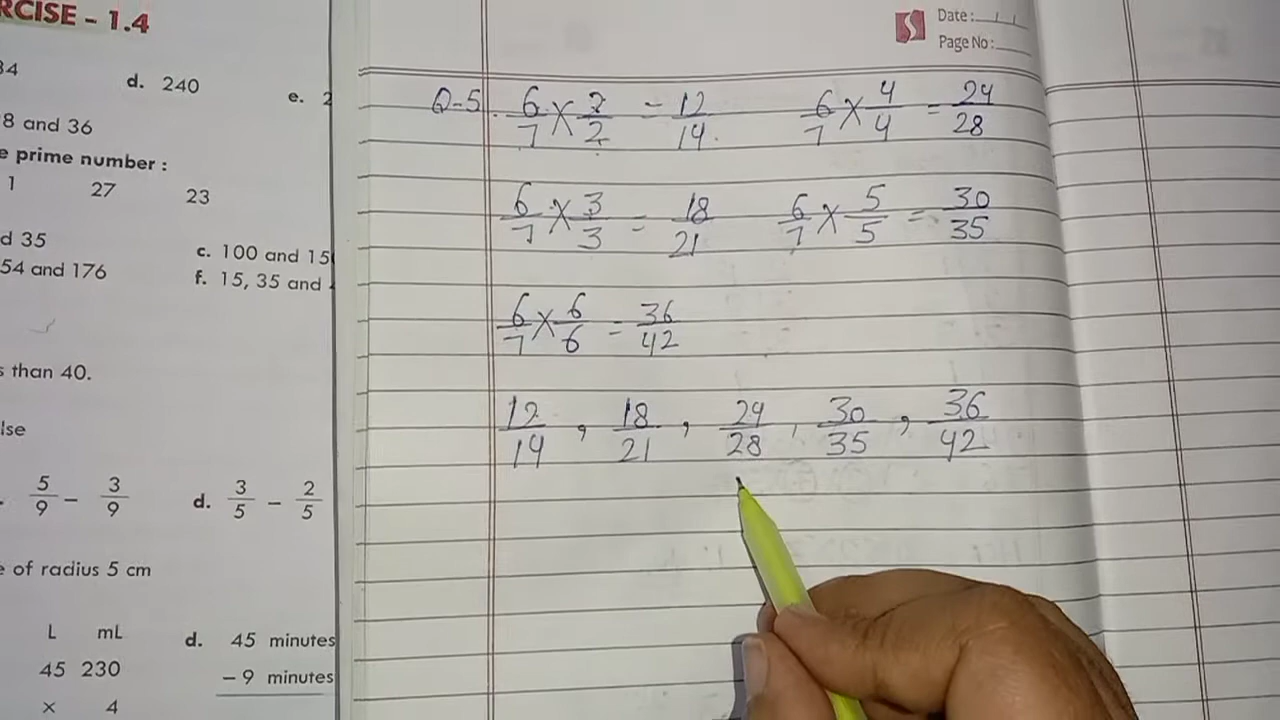 RCISE - 1.4
34 d. 240 e. 2
8 and 36
e prime number :
1 27 23
d 35 c. 100 and 15
54 and 176 f. 15, 35 and
s than 40.
lse
5/9 - 3/9 d. 3/5 - 2/5
e of radius 5 cm
L mL d. 45 minutes
45 230 - 9 minutes
× 4
Date :
Page No :
Q-5. 6/7 × 2/2 = 12/14 6/7 × 4/4 = 24/28
6/7 × 3/3 = 18/21 6/7 × 5/5 = 30/35
6/7 × 6/6 = 36/42
12/14 , 18/21 , 24/28 , 30/35 , 36/42